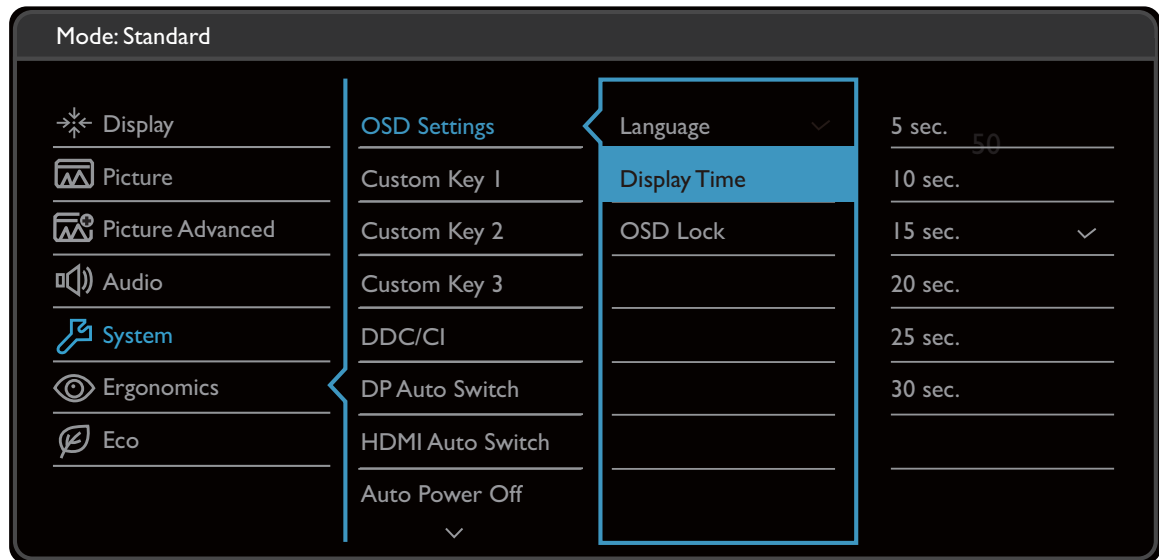 Mode: Standard
Display
Picture
Picture Advanced
Audio
System
Ergonomics
Eco
OSD Settings
Custom Key 1
Custom Key 2
Custom Key 3
DDC/CI
DP Auto Switch
HDMI Auto Switch
Auto Power Off
Language
Display Time
OSD Lock
5 sec.
50
10 sec.
15 sec.
20 sec.
25 sec.
30 sec.